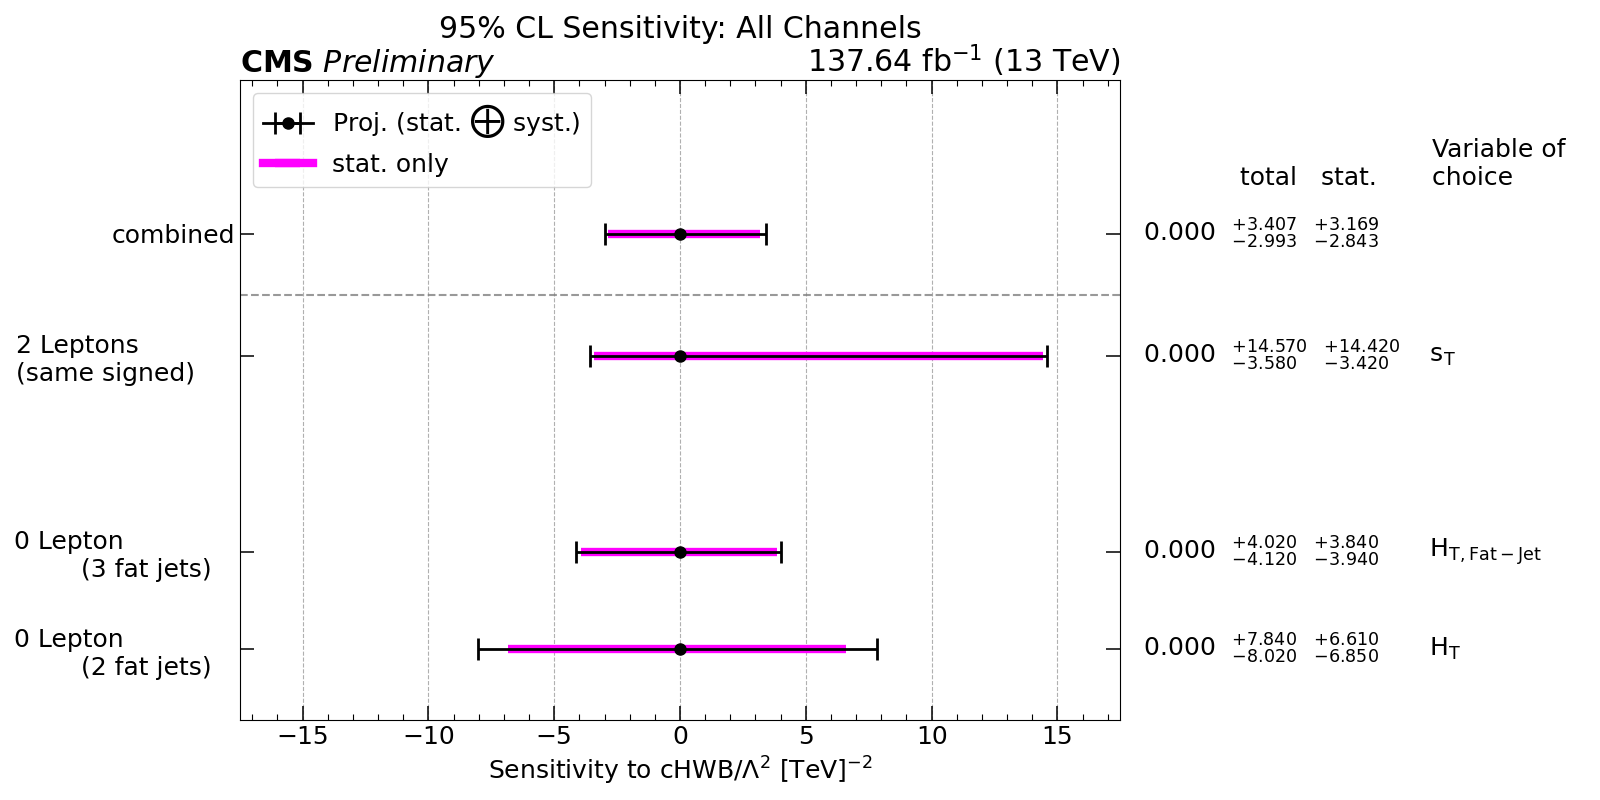 95% CL Sensitivity: All Channels
CMS Preliminary 137.64 fb⁻¹ (13 TeV)
Proj. (stat. ⊕ syst.)
stat. only
Variable of
total stat. choice
combined 0.000 +3.407 −2.993 +3.169 −2.843
2 Leptons
(same signed) 0.000 +14.570 −3.580 +14.420 −3.420 s_T
0 Lepton
(3 fat jets) 0.000 +4.020 −4.120 +3.840 −3.940 H_T, Fat − Jet
0 Lepton
(2 fat jets) 0.000 +7.840 −8.020 +6.610 −6.850 H_T
−15 −10 −5 0 5 10 15
Sensitivity to cHWB/Λ² [TeV]⁻²